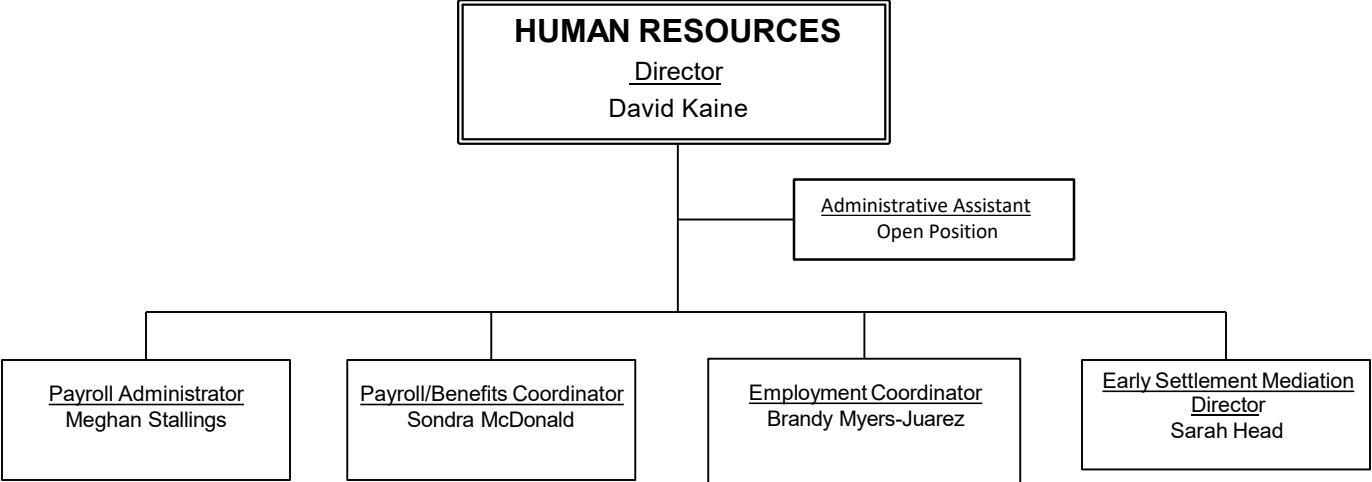 HUMAN RESOURCES
Director
David Kaine
Administrative Assistant
Open Position
Payroll Administrator
Meghan Stallings
Payroll/Benefits Coordinator
Sondra McDonald
Employment Coordinator
Brandy Myers-Juarez
Early Settlement Mediation
Director
Sarah Head